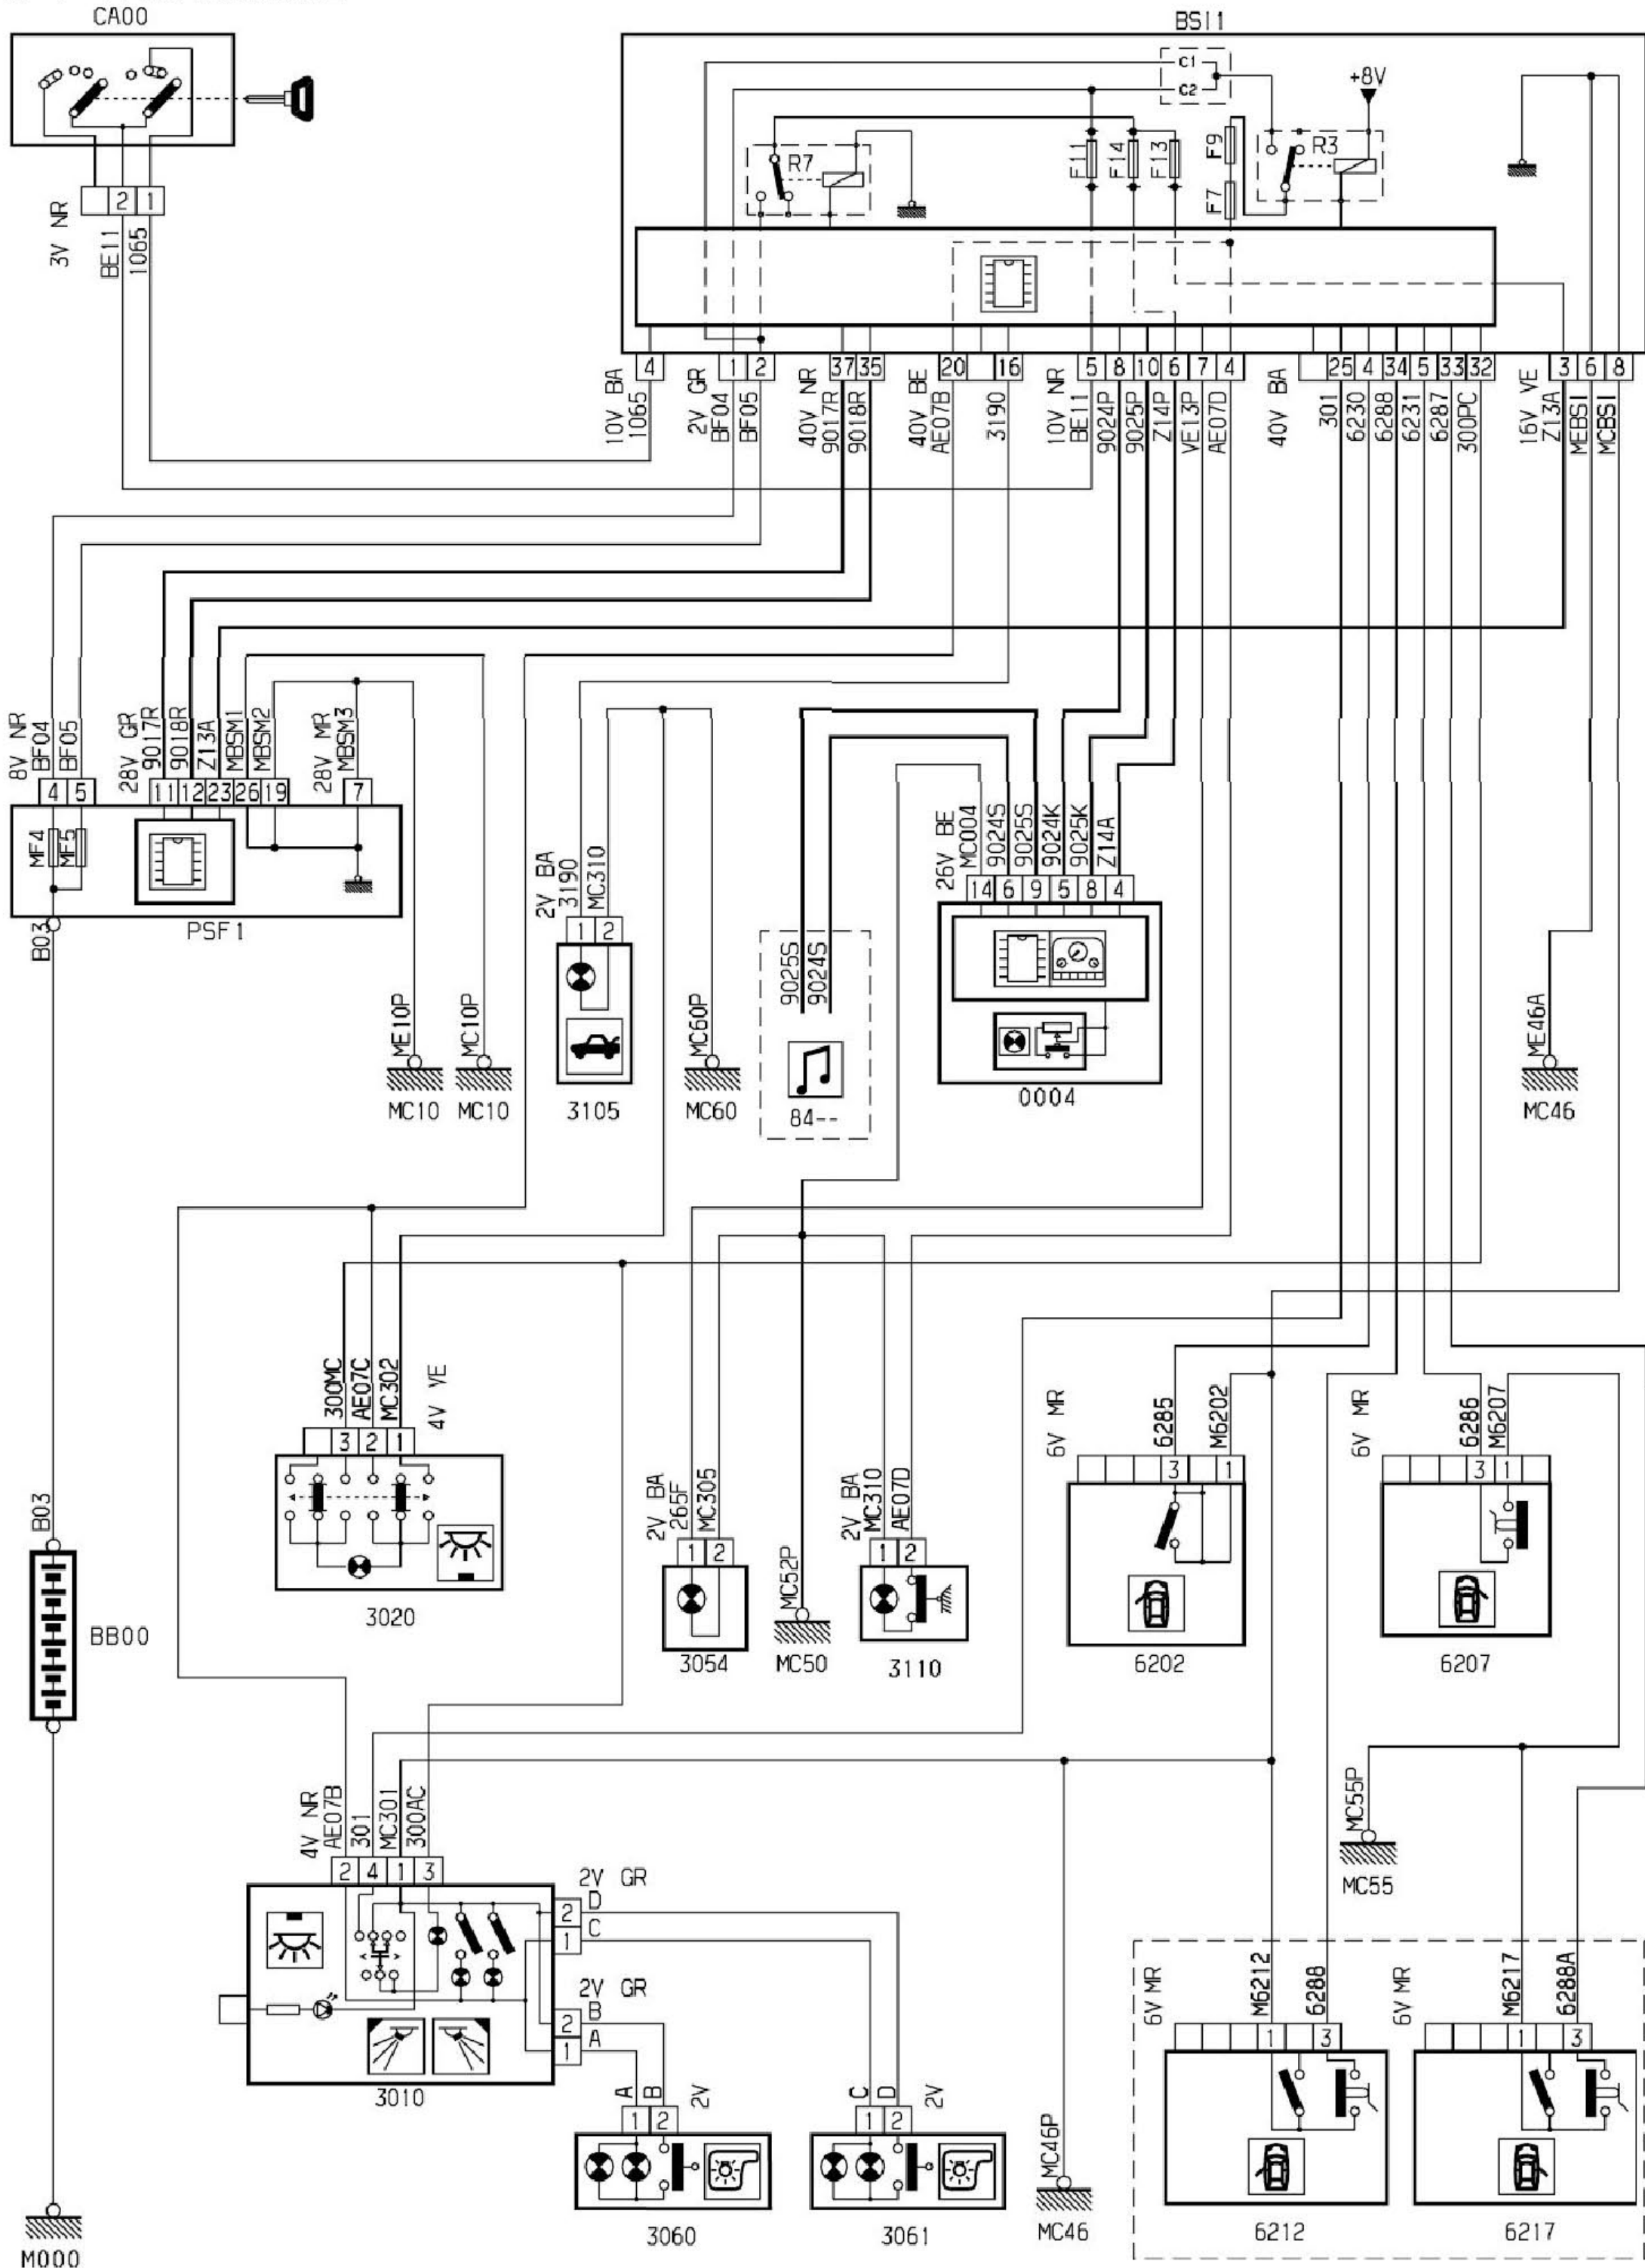 CA00
3V NR
2 1
BE11
1065
BSI1
C1
C2
+8V
R7
F11
F14
F13
F9
F7
R3
4 1 2 37 35 20 16 5 8 10 6 7 4 25 4 34 5 33 32 3 6 8
10V BA
1065
2V GR
BF04
BF05
40V NR
9017R
9018R
40V BE
AE07B
3190
10V NR
BE11
9024P
9025P
Z14P
VE13P
AE07D
40V BA
301
6230
6288
6231
6287
300PC
16V VE
Z13A
MEBSI
MCBSI
8V NR
BF04
BF05
28V GR
9017R
9018R
Z13A
MBSM1
MBSM2
28V MR
MBSM3
4 5 11 12 23 26 19 7
MF4
MF5
PSF1
B03
ME10P
MC10P
MC10 MC10
2V BA
3190
MC310
1 2
3105
MC60P
MC60
9025S
9024S
84--
26V BE
MC004
9024S
9025S
9024K
9025K
Z14A
14 6 9 5 8 4
0004
ME46A
MC46
300MC
AE07C
MC302
4V VE
3 2 1
3020
B03
BB00
2V BA
265F
MC305
1 2
3054
MC52P
MC50
2V BA
MC310
AE07D
1 2
3110
6V MR
6285
M6202
3 1
6202
6V MR
6286
M6207
3 1
6207
MC55P
MC55
4V NR
AE07B
301
MC301
300AC
2 4 1 3
3010
2V GR
D
2
C
1
2V GR
B
2
A
1
A
B
2V
1 2
3060
C
D
2V
1 2
3061
MC46P
MC46
6V MR
M6212
6288
1 3
6212
6V MR
M6217
6288A
1 3
6217
M000